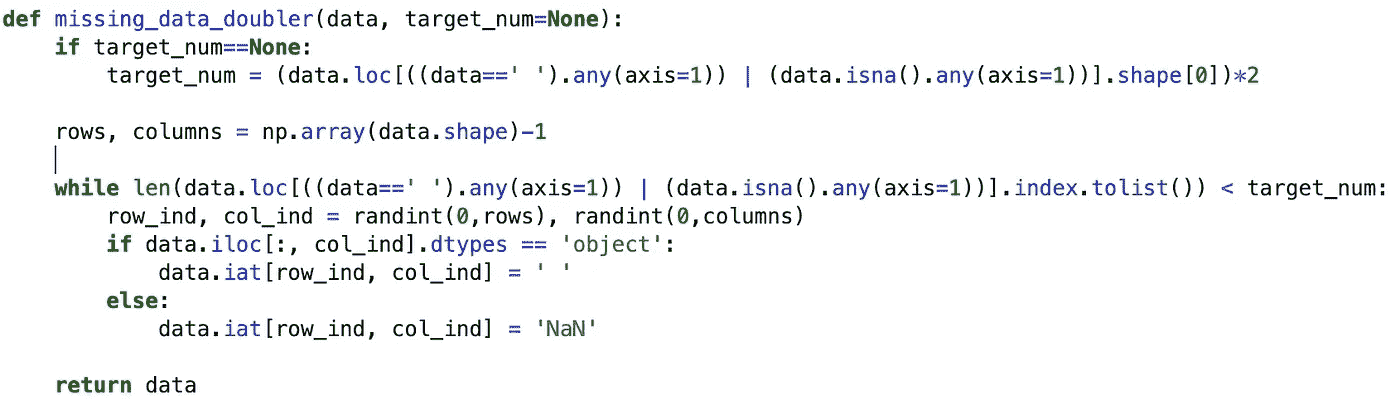 def missing_data_doubler(data, target_num=None):
    if target_num==None:
        target_num = (data.loc[((data==' ').any(axis=1)) | (data.isna().any(axis=1))].shape[0])*2
    rows, columns = np.array(data.shape)-1
    while len(data.loc[((data==' ').any(axis=1)) | (data.isna().any(axis=1))].index.tolist()) < target_num:
        row_ind, col_ind = randint(0,rows), randint(0,columns)
        if data.iloc[:, col_ind].dtypes == 'object':
            data.iat[row_ind, col_ind] = ' '
        else:
            data.iat[row_ind, col_ind] = 'NaN'
    return data